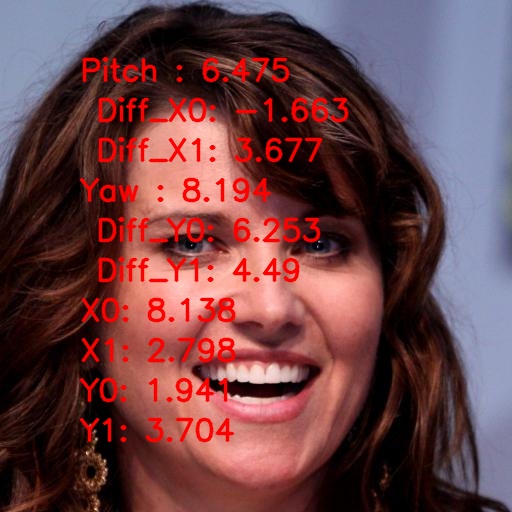 Pitch : 6.475
Diff_X0: -1.663
Diff_X1: 3.677
Yaw : 8.194
Diff_Y0: 6.253
Diff_Y1: 4.49
X0: 8.138
X1: 2.798
Y0: 1.941
Y1: 3.704